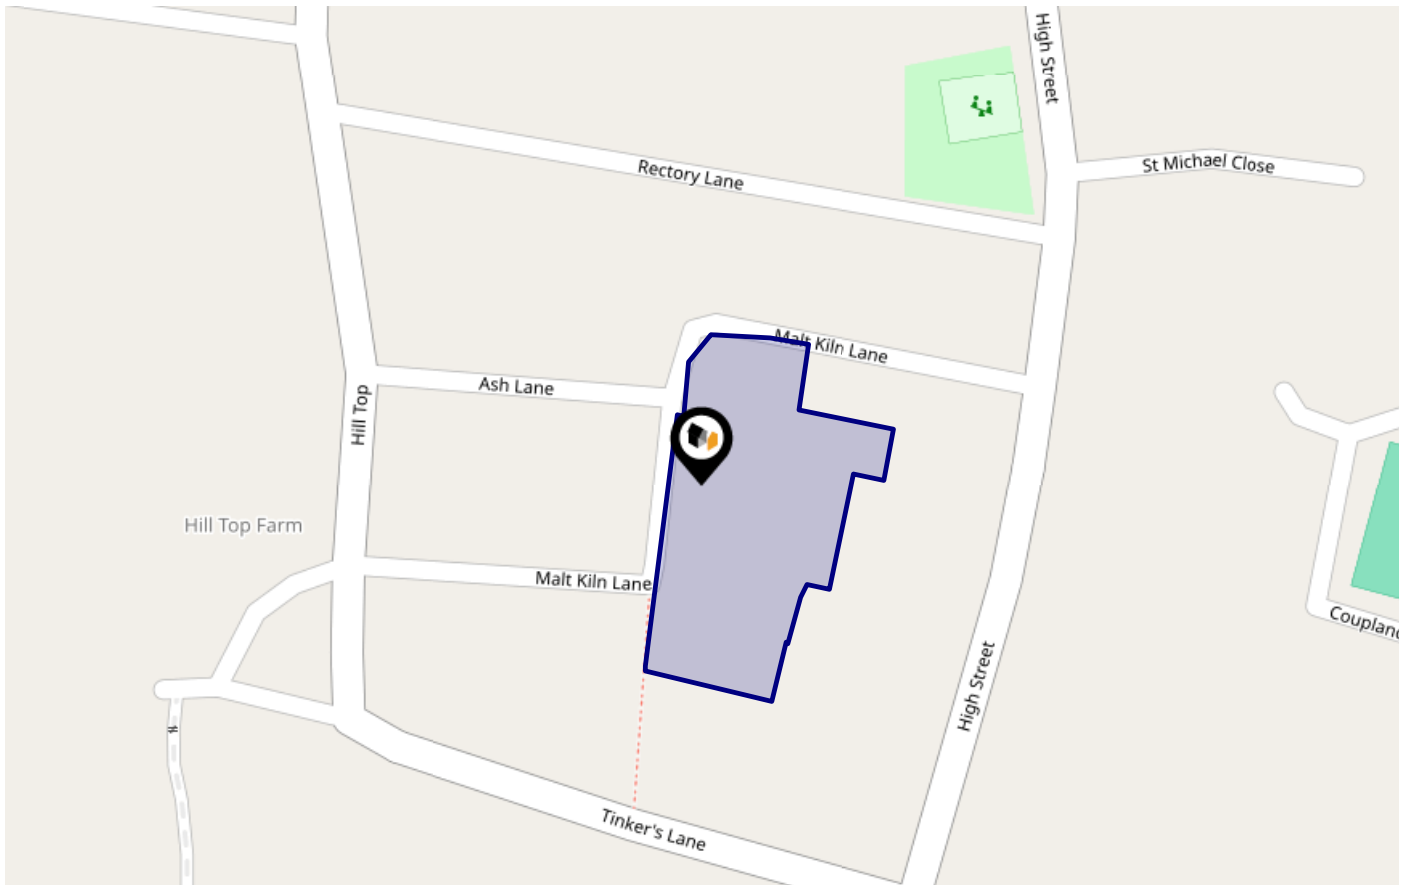 High Street
Rectory Lane
St Michael Close
Malt Kiln Lane
Ash Lane
Hill Top
Hill Top Farm
Malt Kiln Lane
Coupland
High Street
Tinker's Lane